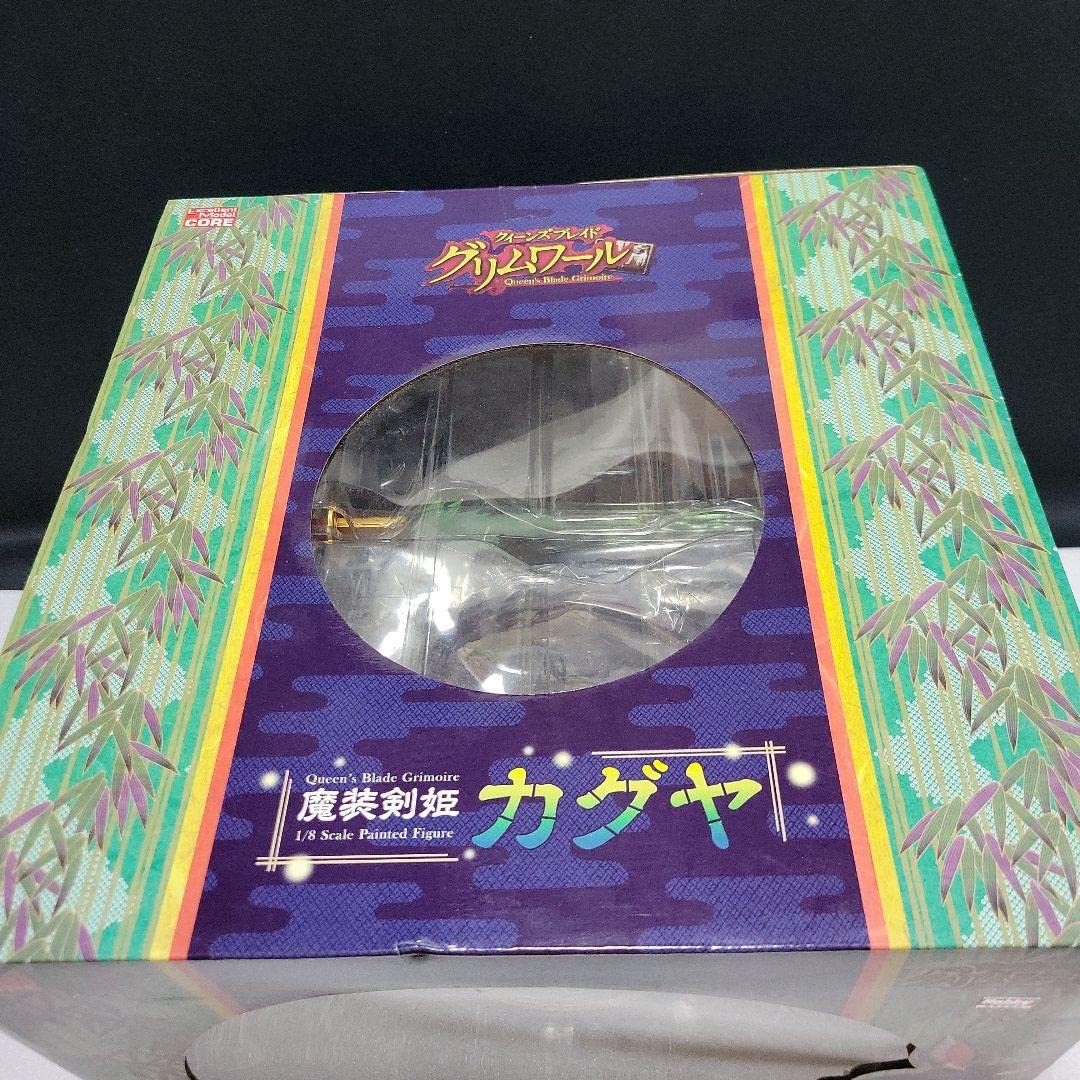 Excellent
Model
CORE
クイーンズブレイド
グリムワール
Queen's Blade Grimoire
Queen's Blade Grimoire
魔装剣姫
1/8 Scale Painted Figure
カグヤ